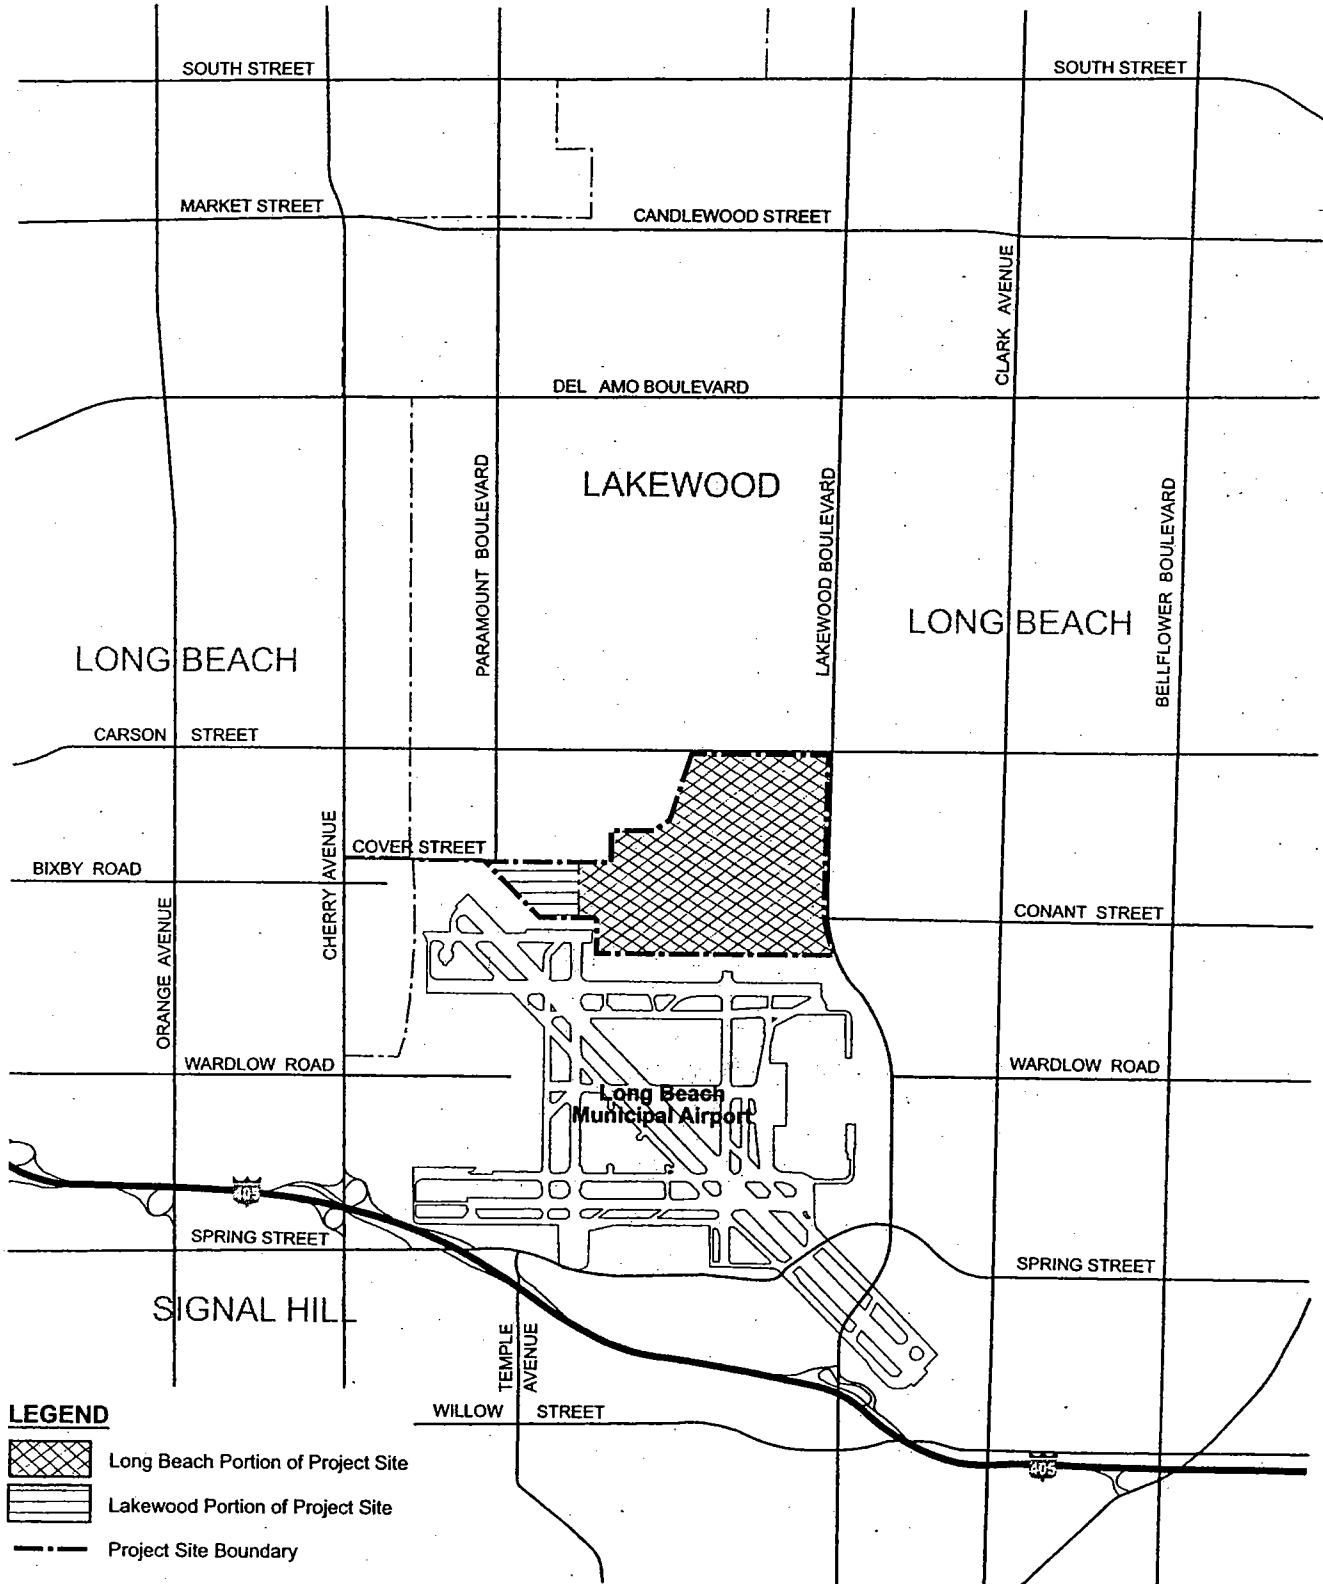 SOUTH STREET
SOUTH STREET
MARKET STREET
CANDLEWOOD STREET
CLARK AVENUE
DEL AMO BOULEVARD
PARAMOUNT BOULEVARD
LAKEWOOD
LAKEWOOD BOULEVARD
BELLFLOWER BOULEVARD
LONG BEACH
LONG BEACH
CARSON STREET
CHERRY AVENUE
COVER STREET
BIXBY ROAD
ORANGE AVENUE
CONANT STREET
WARDLOW ROAD
WARDLOW ROAD
Long Beach
Municipal Airport
405
SPRING STREET
SPRING STREET
SIGNAL HILL
TEMPLE
AVENUE
WILLOW STREET
405
LEGEND
Long Beach Portion of Project Site
Lakewood Portion of Project Site
Project Site Boundary